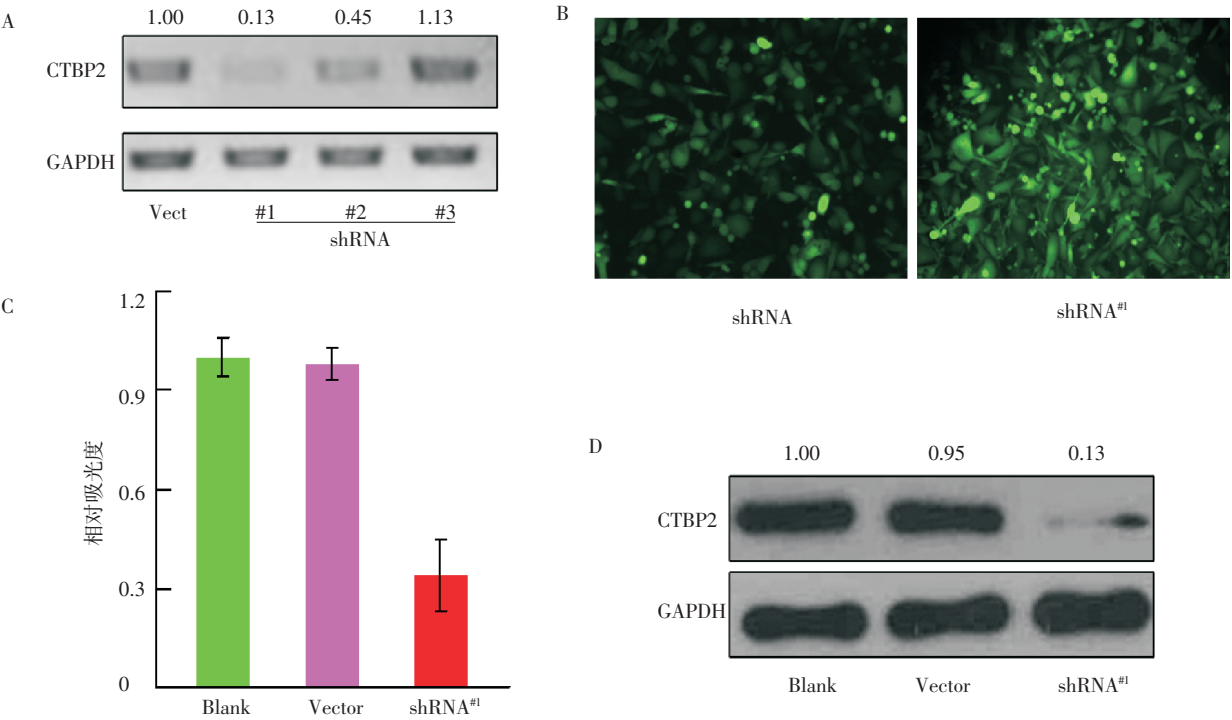 A
1.00 0.13 0.45 1.13
CTBP2
GAPDH
Vect #1 #2 #3
shRNA
B
shRNA shRNA#1
C
1.2
0.9
0.6
0.3
0
相对吸光度
Blank Vector shRNA#1
D
1.00 0.95 0.13
CTBP2
GAPDH
Blank Vector shRNA#1